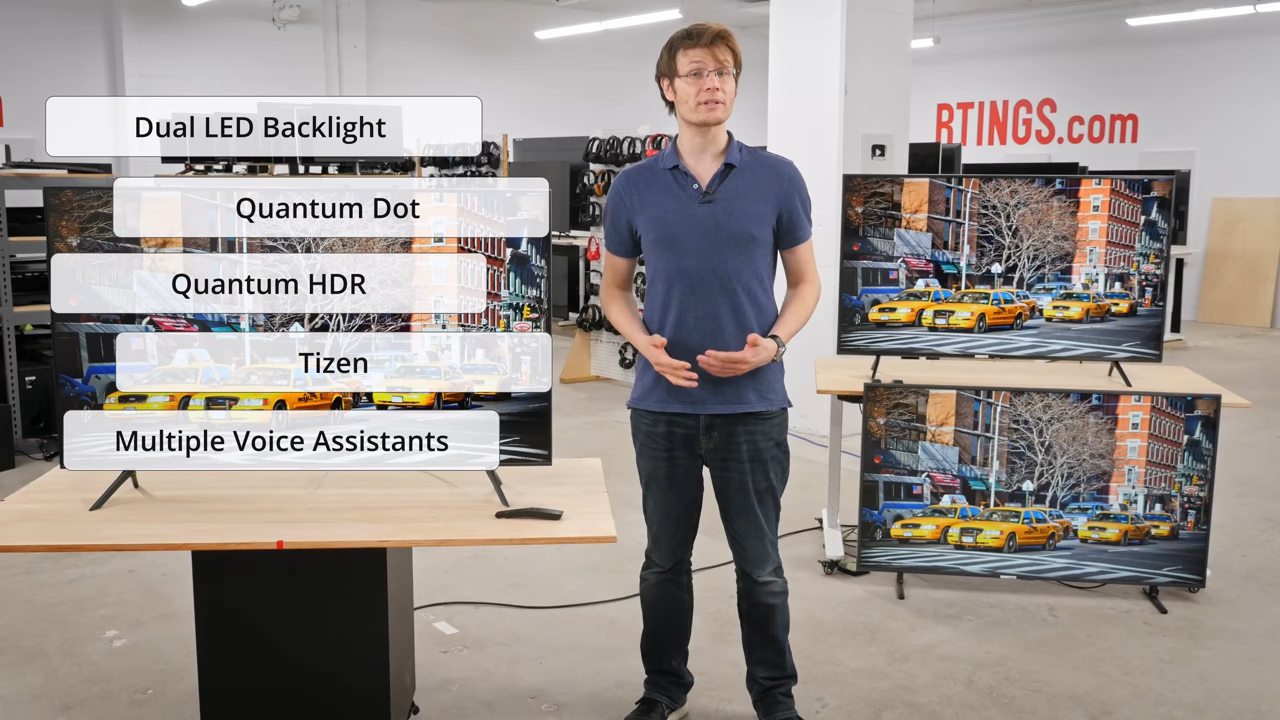 Dual LED Backlight
Quantum Dot
Quantum HDR
Tizen
Multiple Voice Assistants
RTINGS.com